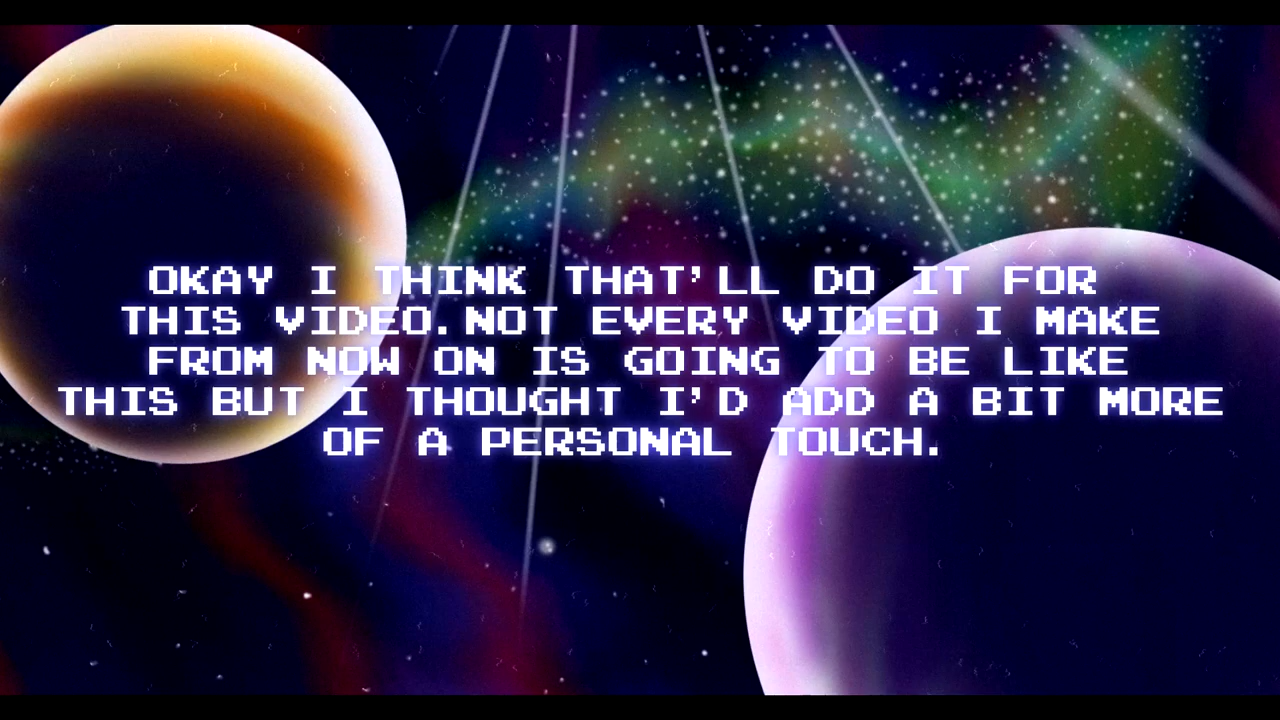 OKAY I THINK THAT'LL DO IT FOR
THIS VIDEO.NOT EVERY VIDEO I MAKE
FROM NOW ON IS GOING TO BE LIKE
THIS BUT I THOUGHT I'D ADD A BIT MORE
OF A PERSONAL TOUCH.